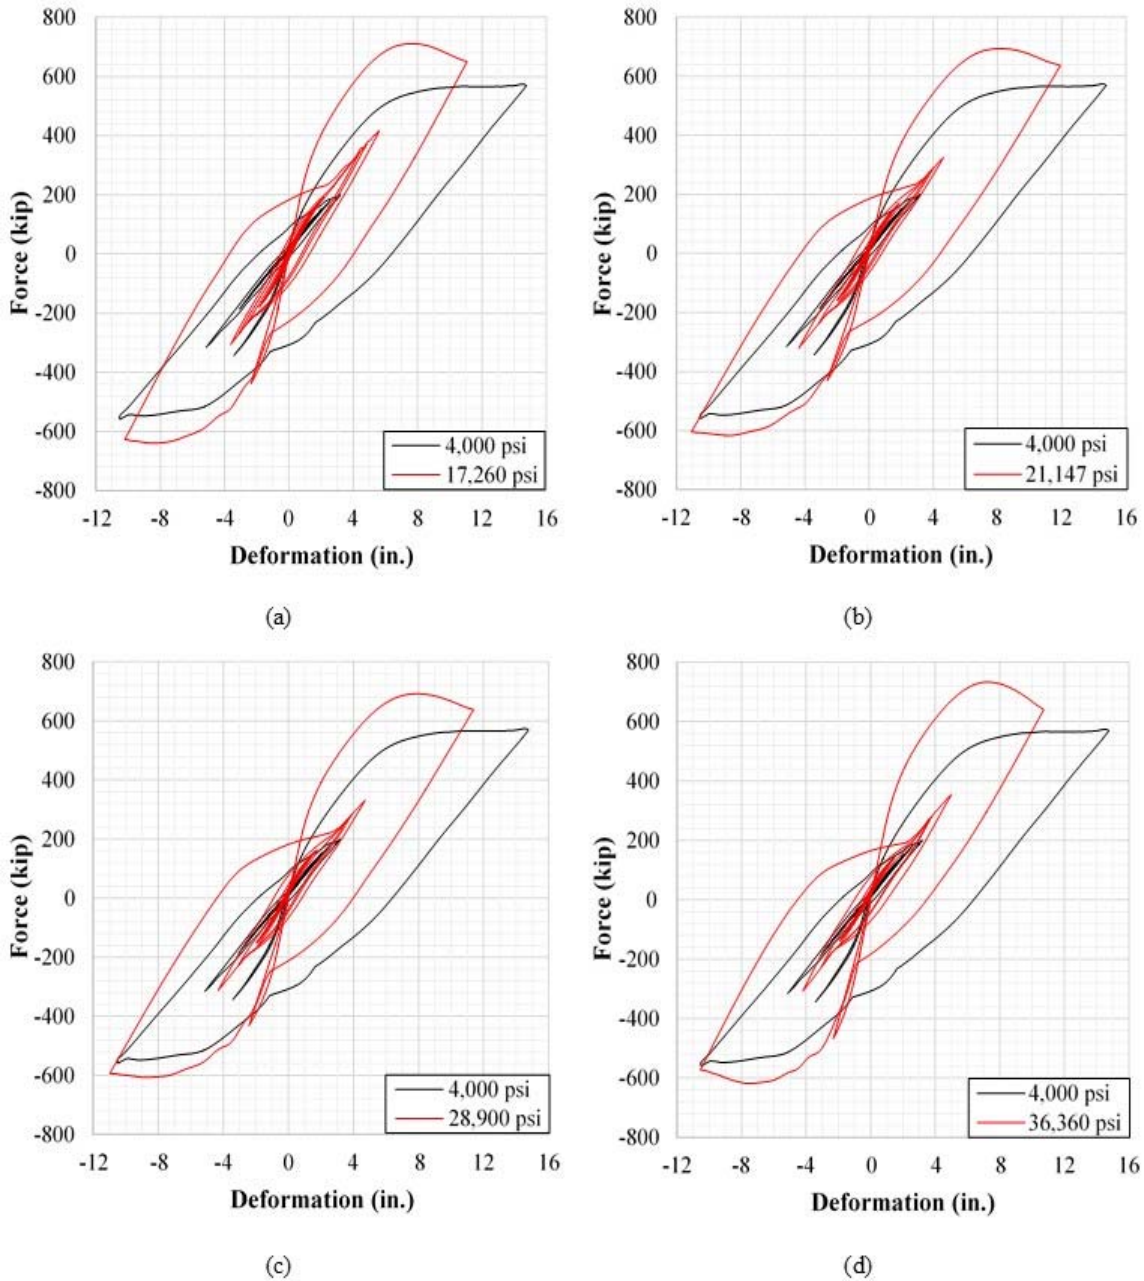 800
600
400
200
0
-200
-400
-600
-800
Force (kip)
4,000 psi
17,260 psi
-12 -8 -4 0 4 8 12 16
Deformation (in.)
(a)
800
600
400
200
0
-200
-400
-600
-800
Force (kip)
4,000 psi
21,147 psi
-12 -8 -4 0 4 8 12 16
Deformation (in.)
(b)
800
600
400
200
0
-200
-400
-600
-800
Force (kip)
4,000 psi
28,900 psi
-12 -8 -4 0 4 8 12 16
Deformation (in.)
(c)
800
600
400
200
0
-200
-400
-600
-800
Force (kip)
4,000 psi
36,360 psi
-12 -8 -4 0 4 8 12 16
Deformation (in.)
(d)